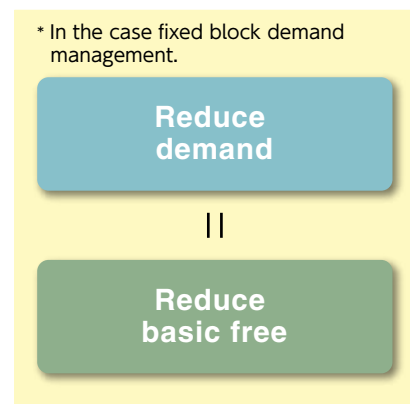 * In the case fixed block demand
management.
Reduce
demand
||
Reduce
basic free